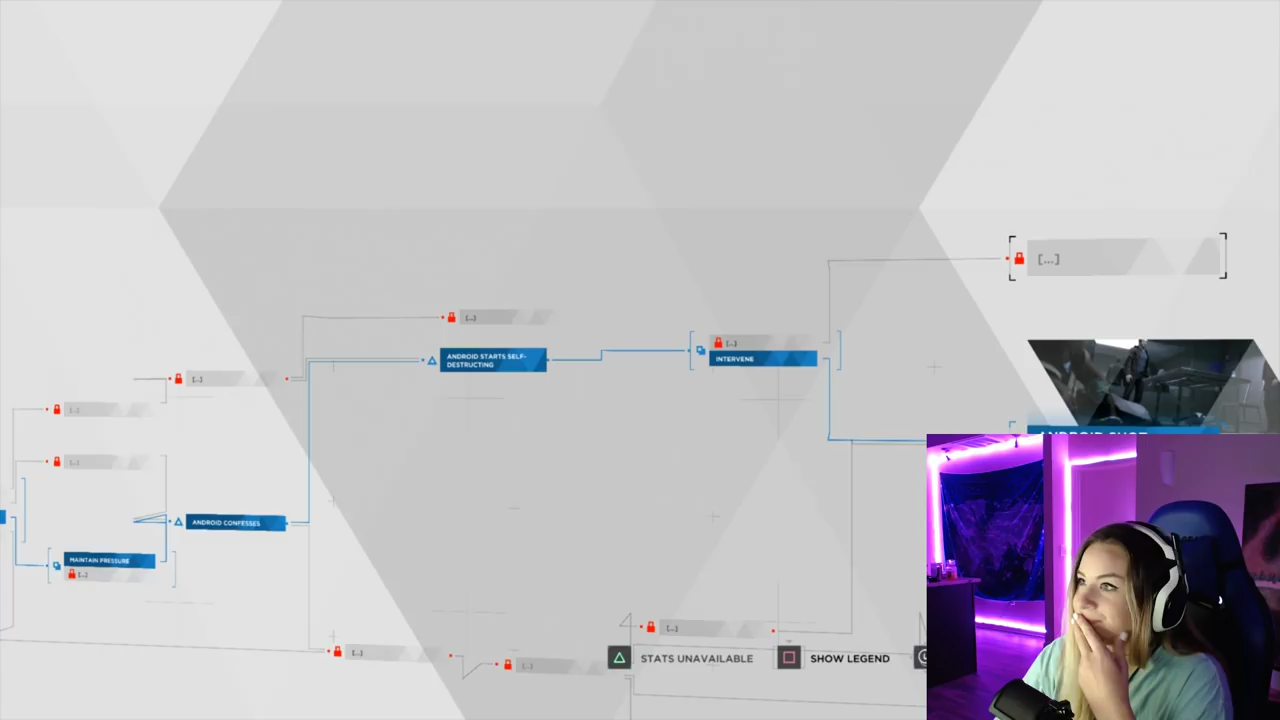 [...]
[...]
ANDROID STARTS SELF-
DESTRUCTING
[...]
INTERVENE
[...]
[...]
[...]
ANDROID CONFESSES
MAINTAIN PRESSURE
[...]
[...]
[...]
[...]
STATS UNAVAILABLE
SHOW LEGEND